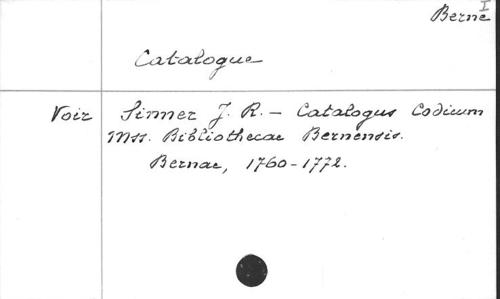 Berne I
Catalogue
Voir Sinner J. R. - Catalogus Codicum
Mss. Bibliothecae Bernensis.
Bernae, 1760-1772.